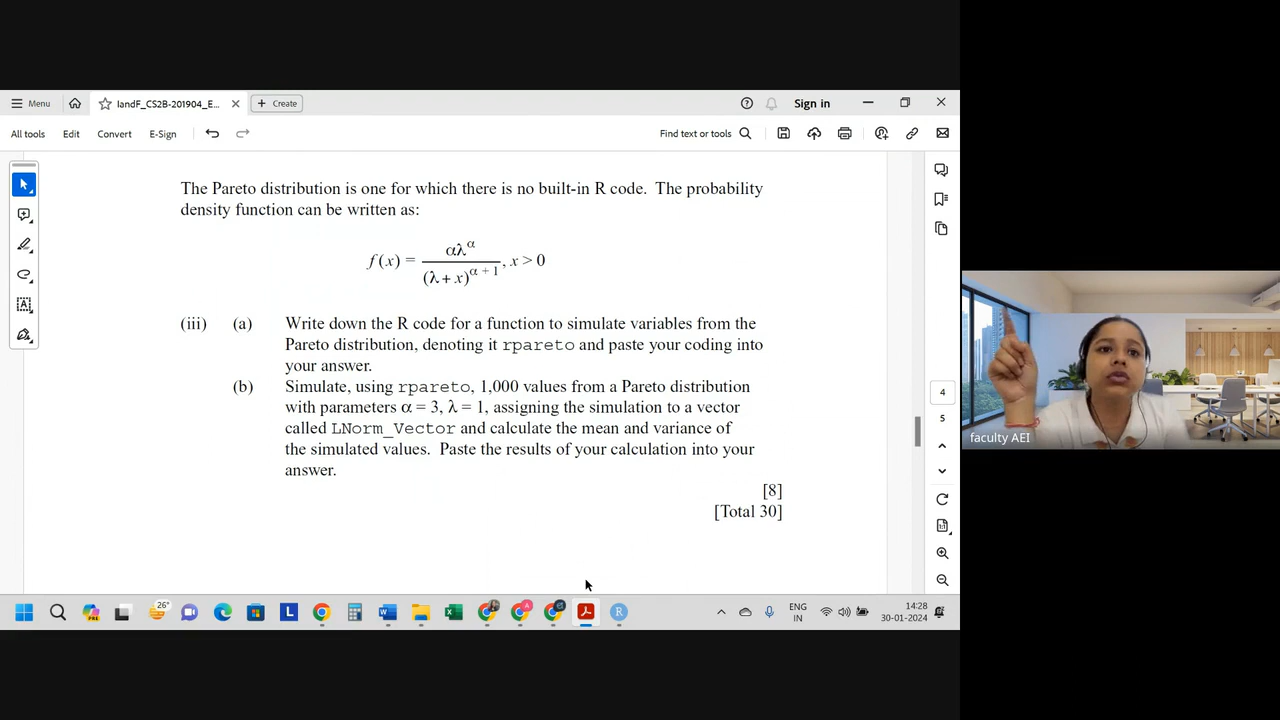 Menu
IandF_CS2B-201904_E...
Create
Sign in
All tools
Edit
Convert
E-Sign
Find text or tools
The Pareto distribution is one for which there is no built-in R code. The probability
density function can be written as:
f(x) = αλ^α / (λ + x)^(α + 1), x > 0
(iii) (a) Write down the R code for a function to simulate variables from the
Pareto distribution, denoting it rpareto and paste your coding into
your answer.
(b) Simulate, using rpareto, 1,000 values from a Pareto distribution
with parameters α = 3, λ = 1, assigning the simulation to a vector
called LNorm_Vector and calculate the mean and variance of
the simulated values. Paste the results of your calculation into your
answer.
[8]
[Total 30]
4
5
faculty AEI
26°
PRE
L
R
ENG
IN
14:28
30-01-2024